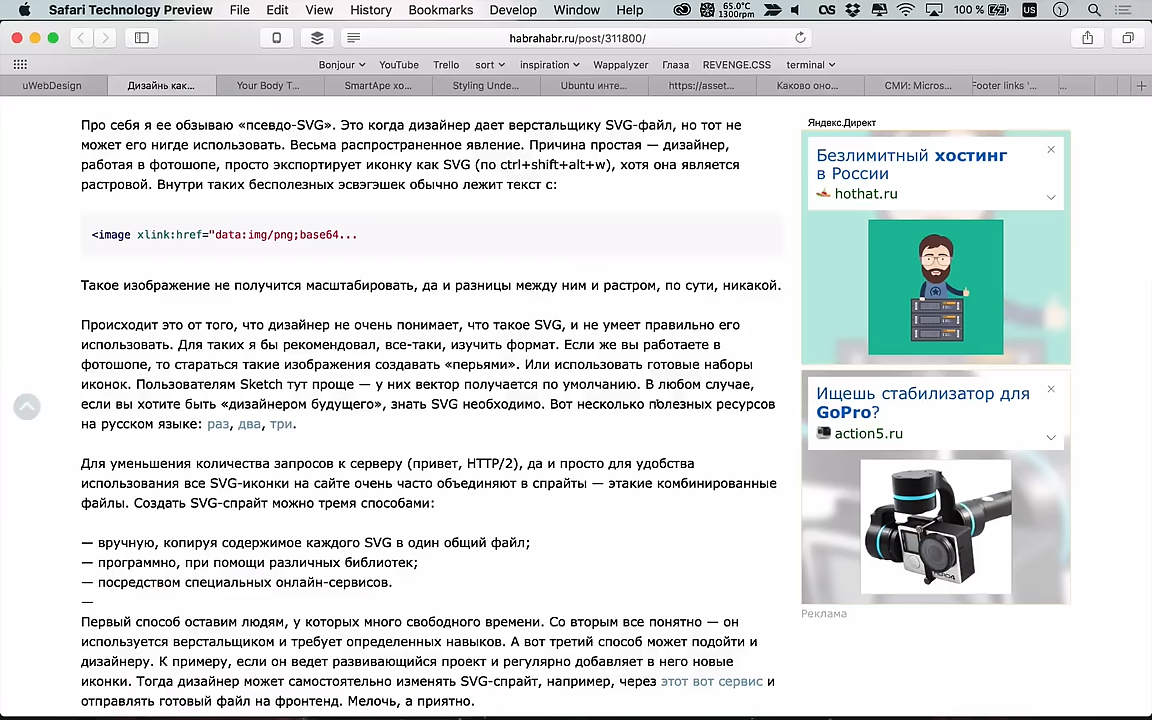 Safari Technology Preview File Edit View History Bookmarks Develop Window Help 65.0°C 1300rpm 100 % US
habrahabr.ru/post/311800/
Bonjour YouTube Trello sort inspiration Wappalyzer Глаза REVENGE.CSS terminal
uWebDesign Дизайнь как... Your Body T... SmartApe хо... Styling Unde... Ubuntu инте... https://asset... Каково оно... СМИ: Micros... Footer links '... ...
Про себя я ее обзываю «псевдо-SVG». Это когда дизайнер дает верстальщику SVG-файл, но тот не
может его нигде использовать. Весьма распространенное явление. Причина простая — дизайнер,
работая в фотошопе, просто экспортирует иконку как SVG (по ctrl+shift+alt+w), хотя она является
растровой. Внутри таких бесполезных эсвэгэшек обычно лежит текст с:
<image xlink:href="data:img/png;base64...
Такое изображение не получится масштабировать, да и разницы между ним и растром, по сути, никакой.
Происходит это от того, что дизайнер не очень понимает, что такое SVG, и не умеет правильно его
использовать. Для таких я бы рекомендовал, все-таки, изучить формат. Если же вы работаете в
фотошопе, то стараться такие изображения создавать «перьями». Или использовать готовые наборы
иконок. Пользователям Sketch тут проще — у них вектор получается по умолчанию. В любом случае,
если вы хотите быть «дизайнером будущего», знать SVG необходимо. Вот несколько полезных ресурсов
на русском языке: раз, два, три.
Для уменьшения количества запросов к серверу (привет, HTTP/2), да и просто для удобства
использования все SVG-иконки на сайте очень часто объединяют в спрайты — этакие комбинированные
файлы. Создать SVG-спрайт можно тремя способами:
— вручную, копируя содержимое каждого SVG в один общий файл;
— программно, при помощи различных библиотек;
— посредством специальных онлайн-сервисов.
—
Первый способ оставим людям, у которых много свободного времени. Со вторым все понятно — он
используется верстальщиком и требует определенных навыков. А вот третий способ может подойти и
дизайнеру. К примеру, если он ведет развивающийся проект и регулярно добавляет в него новые
иконки. Тогда дизайнер может самостоятельно изменять SVG-спрайт, например, через этот вот сервис и
отправлять готовый файл на фронтенд. Мелочь, а приятно.
Яндекс.Директ
Безлимитный хостинг
в России
hothat.ru
Ищешь стабилизатор для
GoPro?
action5.ru
Реклама